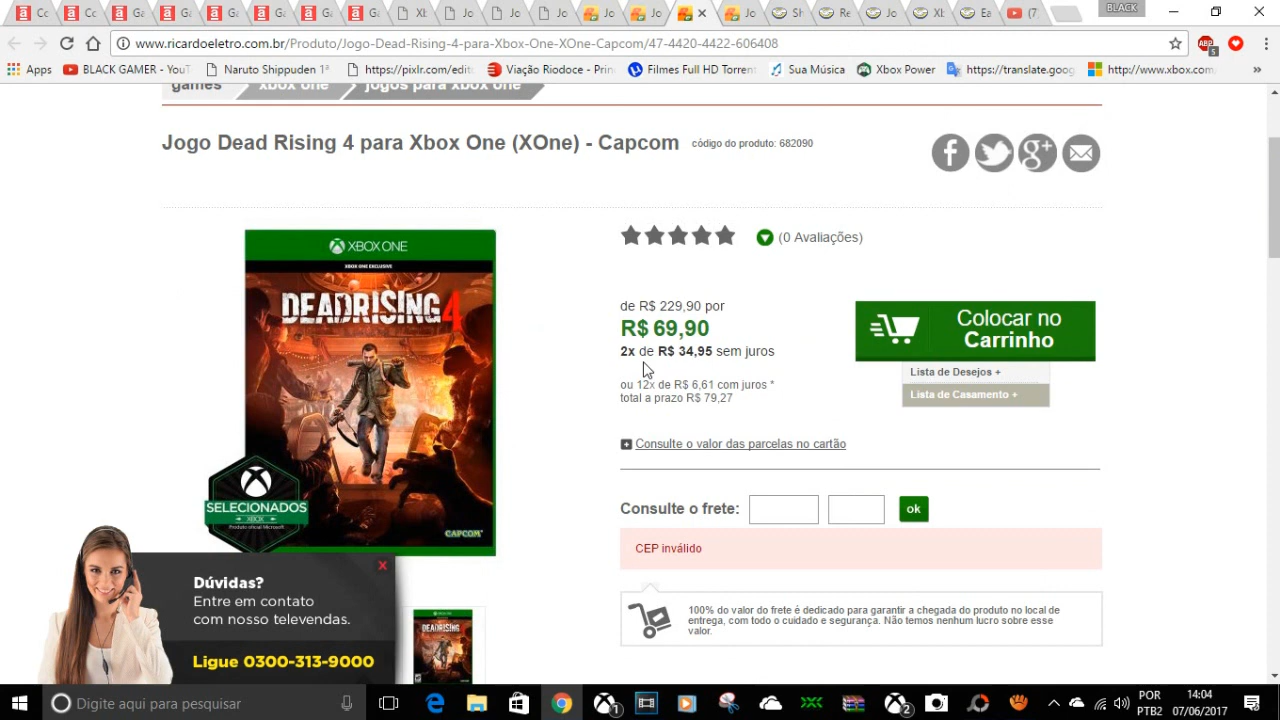 BLACK
www.ricardoeletro.com.br/Produto/Jogo-Dead-Rising-4-para-Xbox-One-XOne-Capcom/47-4420-4422-606408
Apps BLACK GAMER - YouT Naruto Shippuden 1ª https://pixlr.com/edit Viação Riodoce - Prin Filmes Full HD Torrent Sua Música Xbox Power https://translate.goog http://www.xbox.com
games xbox one jogos para xbox one
Jogo Dead Rising 4 para Xbox One (XOne) - Capcom código do produto: 682090
(0 Avaliações)
XBOX ONE
XBOX ONE EXCLUSIVE
DEADRISING 4
SELECIONADOS
XBOX
Produto oficial Microsoft
CAPCOM
de R$ 229,90 por
R$ 69,90
2x de R$ 34,95 sem juros
ou 12x de R$ 6,61 com juros *
total a prazo R$ 79,27
Colocar no
Carrinho
Lista de Desejos +
Lista de Casamento +
Consulte o valor das parcelas no cartão
Consulte o frete: ok
CEP inválido
100% do valor do frete é dedicado para garantir a chegada do produto no local de
entrega, com todo o cuidado e segurança. Não temos nenhum lucro sobre esse
valor.
Dúvidas?
Entre em contato
com nosso televendas.
Ligue 0300-313-9000
DEADRISING
Digite aqui para pesquisar
POR
PTB2
14:04
07/06/2017